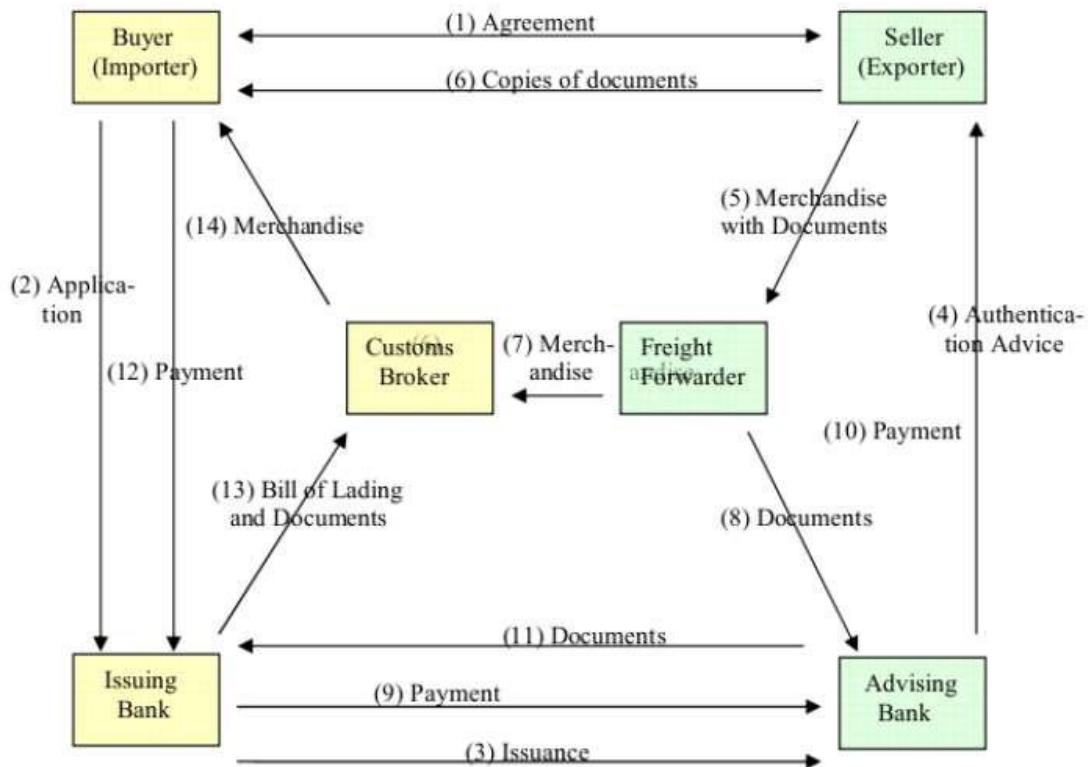 Buyer
(Importer)
(1) Agreement
Seller
(Exporter)
(6) Copies of documents
(5) Merchandise
with Documents
(14) Merchandise
(2) Applica-
tion
(4) Authentica-
tion Advice
Customs
Broker
(7) Merch-
andise
Freight
Forwarder
(12) Payment
(10) Payment
(13) Bill of Lading
and Documents
(8) Documents
(11) Documents
Issuing
Bank
(9) Payment
Advising
Bank
(3) Issuance